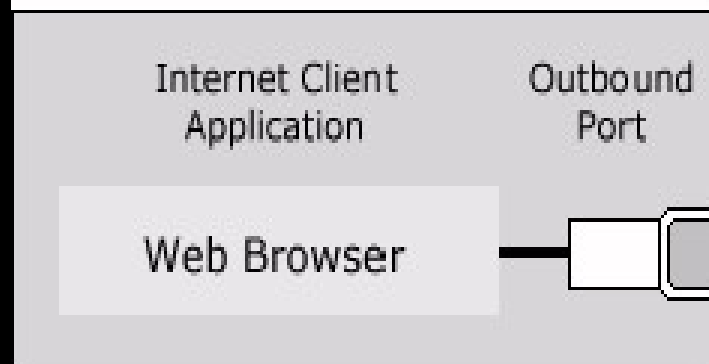 Internet Client
Application
Outbound
Port
Web Browser